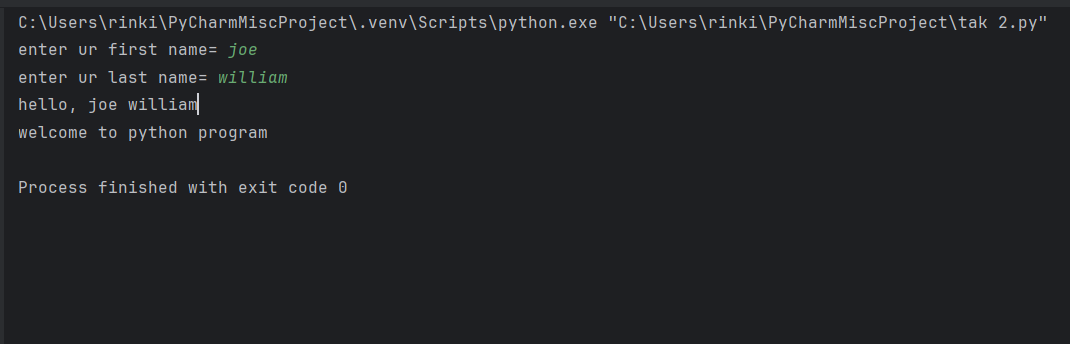 C:\Users\rinki\PyCharmMiscProject\.venv\Scripts\python.exe "C:\Users\rinki\PyCharmMiscProject\tak 2.py"
enter ur first name= joe
enter ur last name= william
hello, joe william
welcome to python program
Process finished with exit code 0